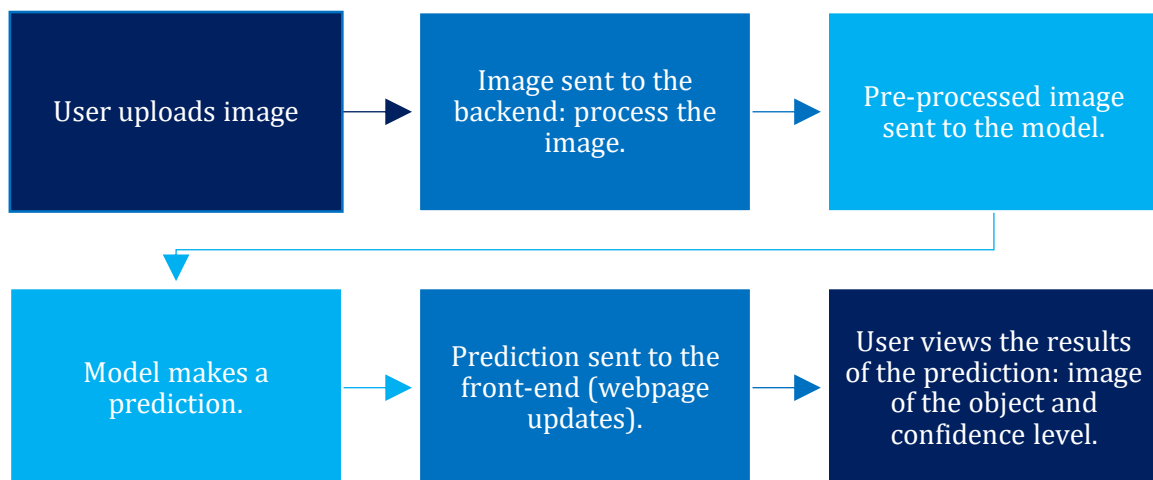 User uploads image
Image sent to the
backend: process the
image.
Pre-processed image
sent to the model.
Model makes a
prediction.
Prediction sent to the
front-end (webpage
updates).
User views the results
of the prediction: image
of the object and
confidence level.